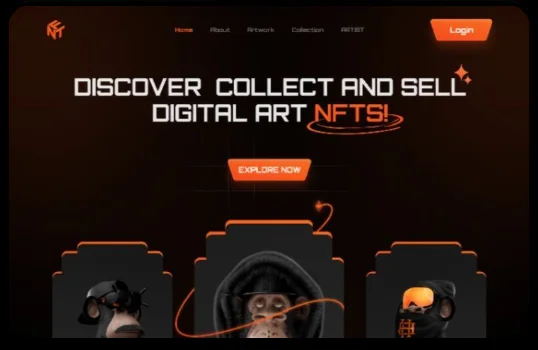 Home About Artwork Collection ARTIST Login
DISCOVER COLLECT AND SELL
DIGITAL ART NFTS!
EXPLORE NOW